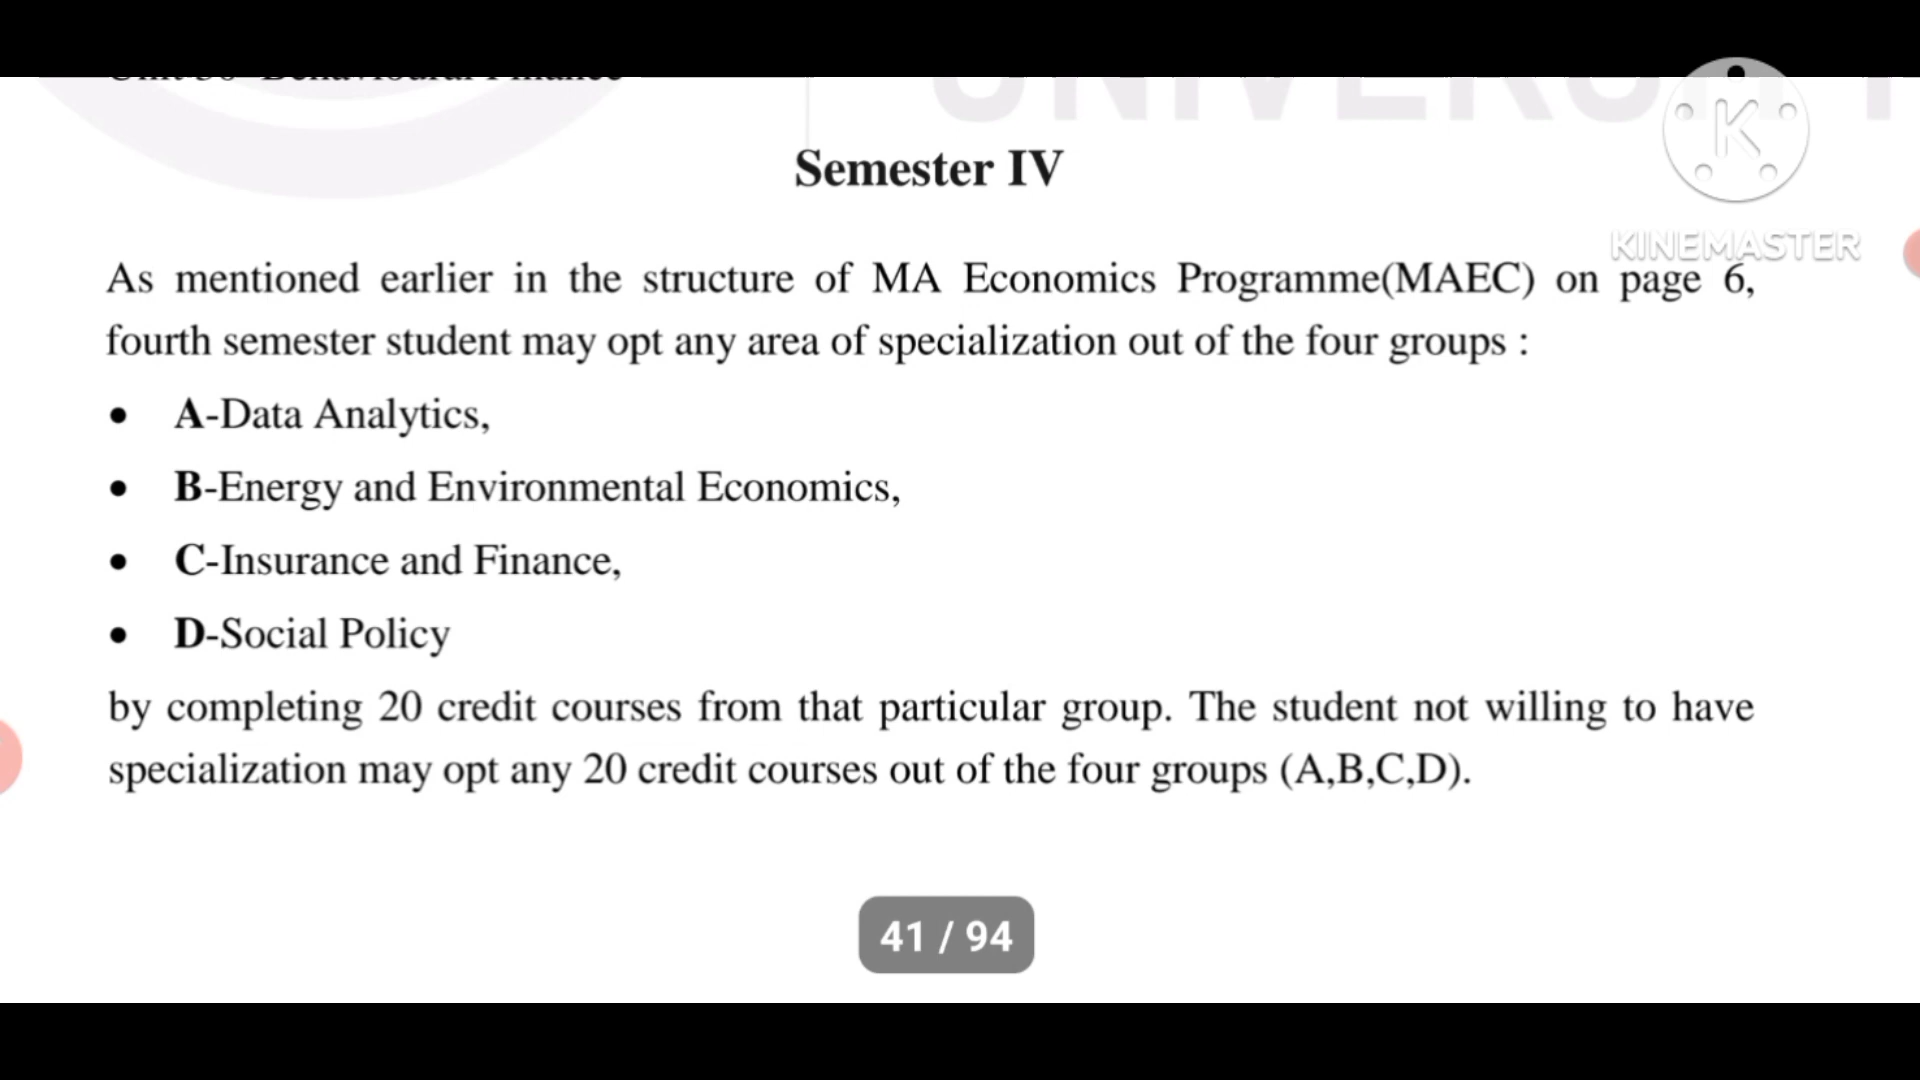 Behavioural Finance
UNIVERSIT
Semester IV
K
KINEMASTER
As mentioned earlier in the structure of MA Economics Programme(MAEC) on page 6,
fourth semester student may opt any area of specialization out of the four groups :
• A-Data Analytics,
• B-Energy and Environmental Economics,
• C-Insurance and Finance,
• D-Social Policy
by completing 20 credit courses from that particular group. The student not willing to have
specialization may opt any 20 credit courses out of the four groups (A,B,C,D).
41 / 94